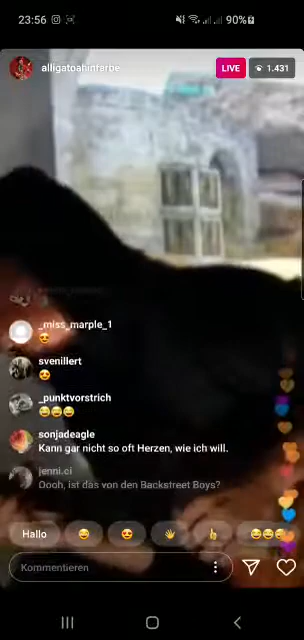 23:56
90%
alligatoahinfarbe
LIVE
1.431
_miss_marple_1
😍
svenillert
😍
_punktvorstrich
😂😂😂
sonjadeagle
Kann gar nicht so oft Herzen, wie ich will.
jenni.ci
Oooh, ist das von den Backstreet Boys?
Hallo
Kommentieren